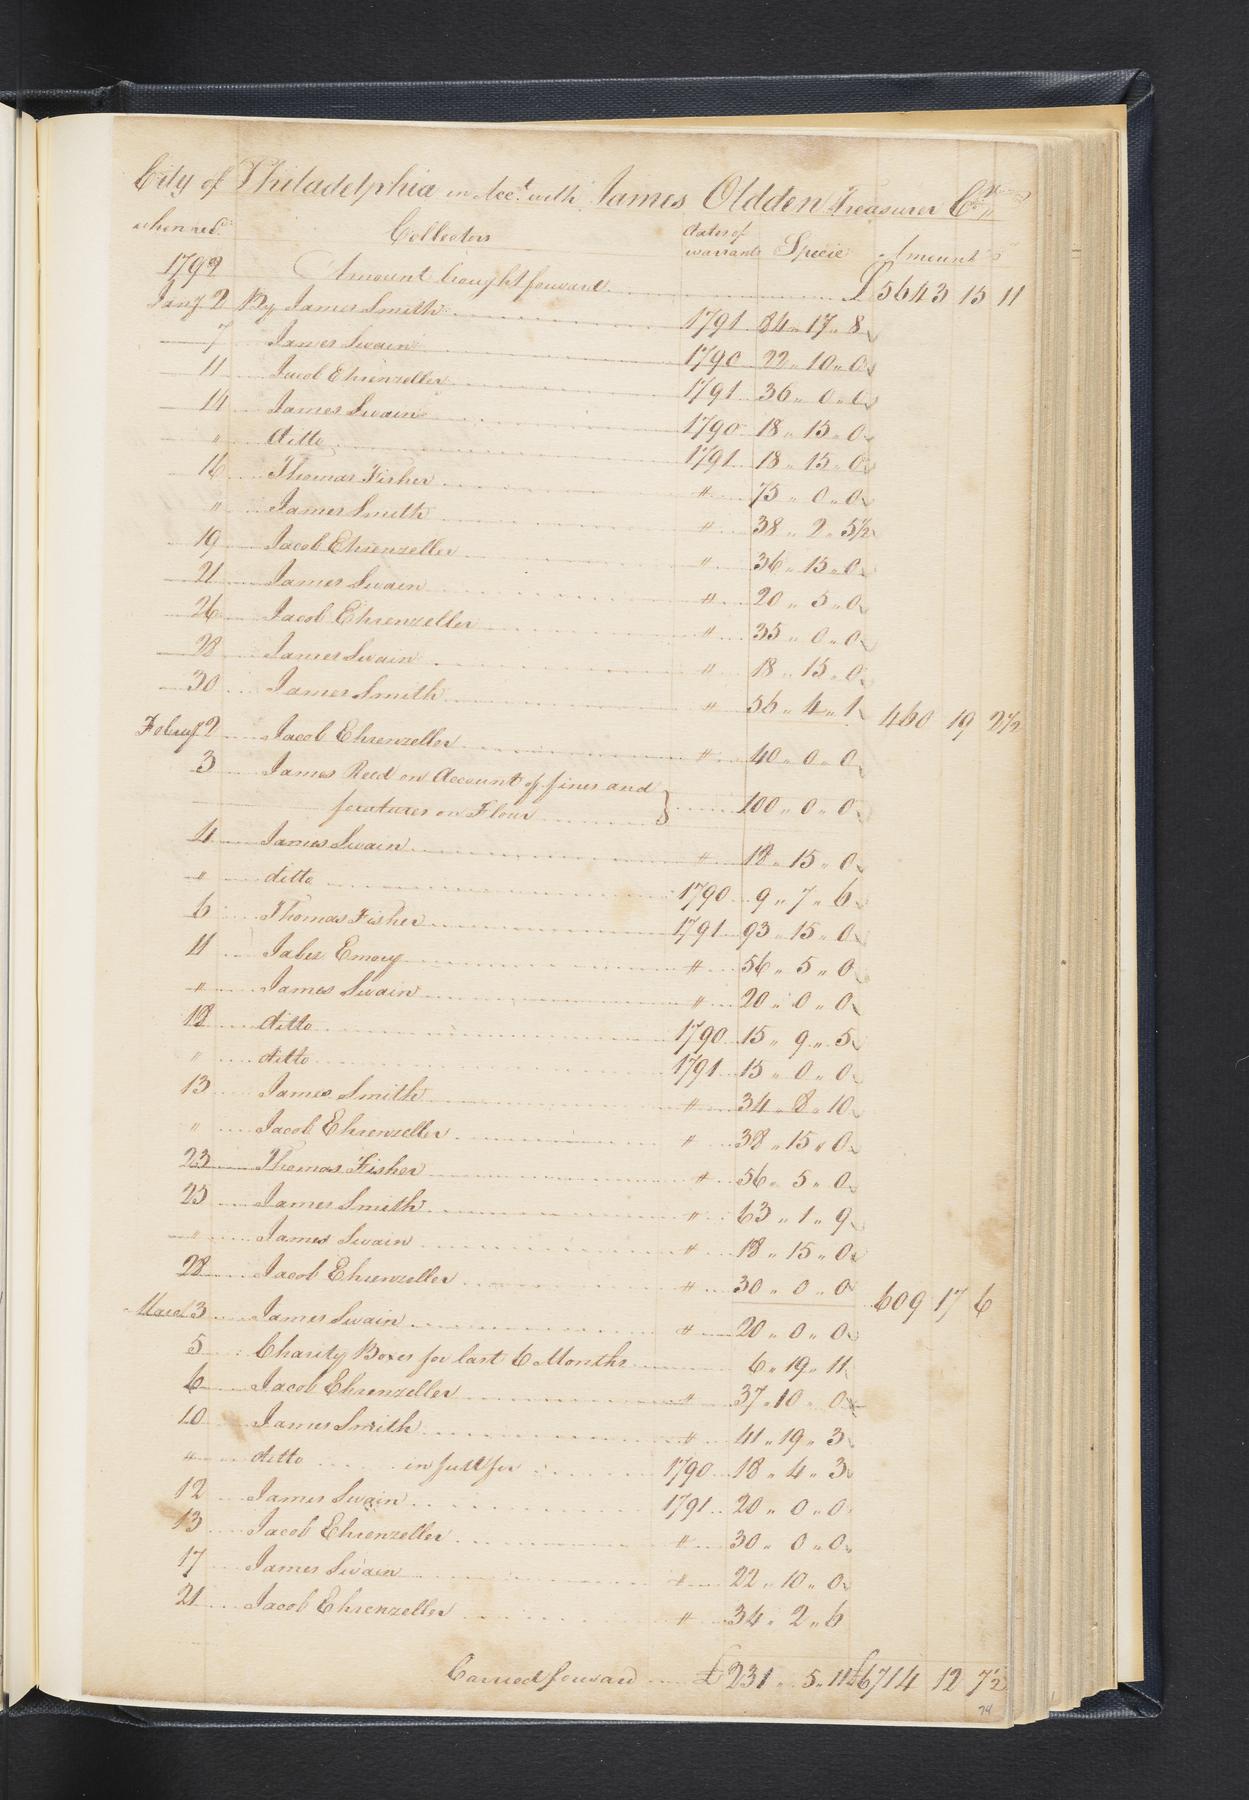 City of Philadelphia in Acct. with James Oldden Treasurer Cr.
when recd. Collectors dates of warrants Specie Amount
1792 Amount brought forward £ 5643 15 11
Jany 2 By James Smith 1791 84 " 17 " 8
7 James Swain 1790 22 " 10 " 0
11 Jacob Ehrenzeller 1791 36 " 0 " 0
14 James Swain 1790 18 " 15 " 0
" ditto 1791 18 " 15 " 0
16 Thomas Fisher " 75 " 0 " 0
" James Smith " 38 " 2 " 5½
19 Jacob Ehrenzeller " 36 " 15 " 0
21 James Swain " 20 " 5 " 0
26 Jacob Ehrenzeller " 35 " 0 " 0
28 James Swain " 18 " 15 " 0
30 James Smith " 56 " 4 " 1 460 19 2½
Febuy 2 Jacob Ehrenzeller " 40 " 0 " 0
3 James Reed on Account of fines and
forfeitures on Flour 100 " 0 " 0
4 James Swain " 18 " 15 " 0
" ditto 1790 9 " 7 " 6
6 Thomas Fisher 1791 93 " 15 " 0
11 Jabez Emory " 56 " 5 " 0
" James Swain " 20 " 0 " 0
12 ditto 1790 15 " 9 " 5
" ditto 1791 15 " 0 " 0
13 James Smith " 34 " 8 " 10
" Jacob Ehrenzeller " 38 " 15 " 0
23 Thomas Fisher " 56 " 5 " 0
25 James Smith " 63 " 1 " 9
" James Swain " 18 " 15 " 0
28 Jacob Ehrenzeller " 30 " 0 " 0 609 17 6
March 3 James Swain " 20 " 0 " 0
5 Charity Boxes for last 6 Months 6 " 19 " 11
6 Jacob Ehrenzeller " 37 " 10 " 0
10 James Smith " 41 " 19 " 3
" ditto in full for 1790 18 " 4 " 3
12 James Swain 1791 20 " 0 " 0
13 Jacob Ehrenzeller " 30 " 0 " 0
17 James Swain " 22 " 10 " 0
21 Jacob Ehrenzeller " 34 " 2 " 6
Carried forward £231 " 5 " 11 £6714 12 7½
74